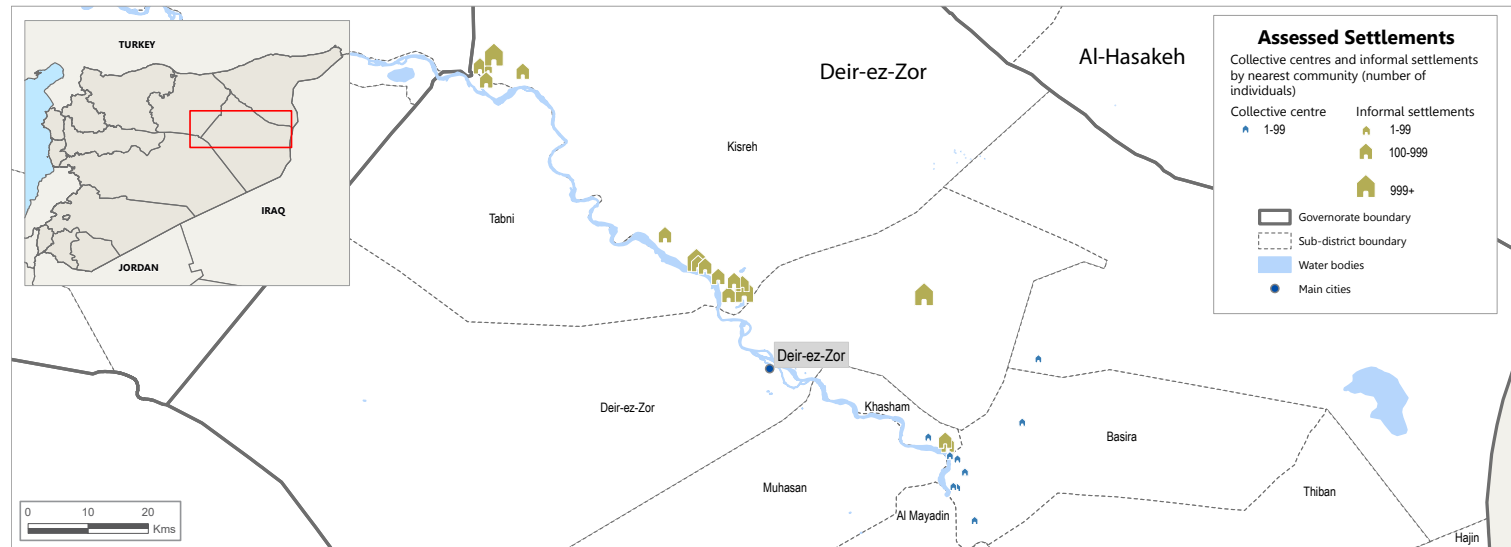 TURKEY
IRAQ
JORDAN
Deir-ez-Zor
Al-Hasakeh
Kisreh
Tabni
Deir-ez-Zor
Deir-ez-Zor
Khasham
Basira
Muhasan
Al Mayadin
Thiban
Hajin
0 10 20
Kms
Assessed Settlements
Collective centres and informal settlements
by nearest community (number of
individuals)
Collective centre
1-99
Informal settlements
1-99
100-999
999+
Governorate boundary
Sub-district boundary
Water bodies
Main cities